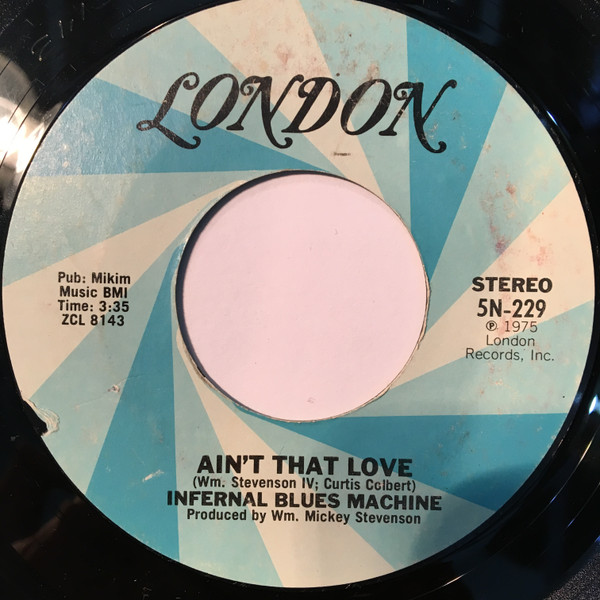 LONDON
Pub: Mikim
Music BMI
Time: 3:35
ZCL 8143
STEREO
5N-229
℗ 1975
London
Records, Inc.
AIN'T THAT LOVE
(Wm. Stevenson IV; Curtis Colbert)
INFERNAL BLUES MACHINE
Produced by Wm. Mickey Stevenson